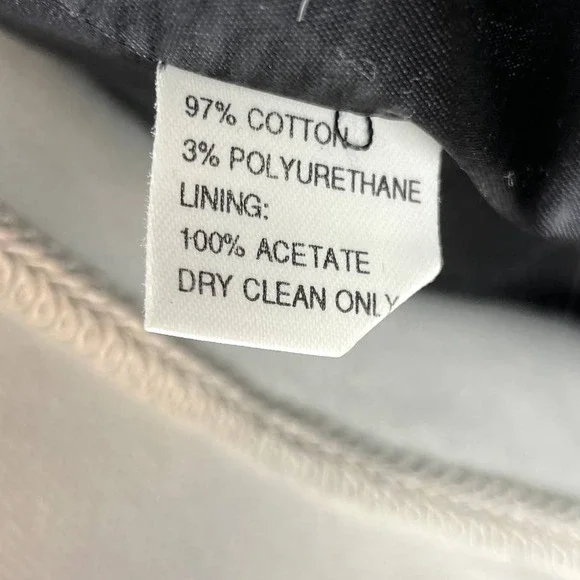 97% COTTON
3% POLYURETHANE
LINING:
100% ACETATE
DRY CLEAN ONLY